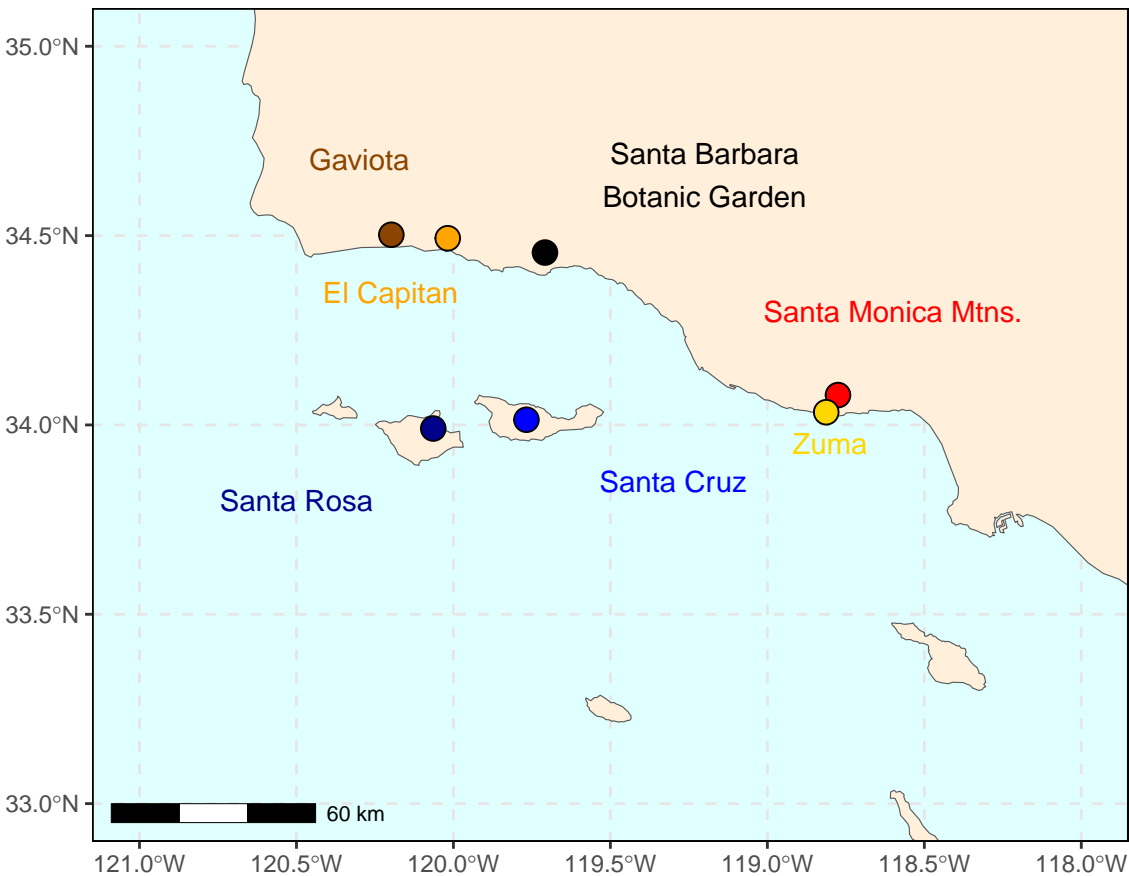 35.0°N
Gaviota
Santa Barbara
Botanic Garden
34.5°N
El Capitan
Santa Monica Mtns.
34.0°N
Zuma
Santa Cruz
Santa Rosa
33.5°N
33.0°N
60 km
121.0°W 120.5°W 120.0°W 119.5°W 119.0°W 118.5°W 118.0°W